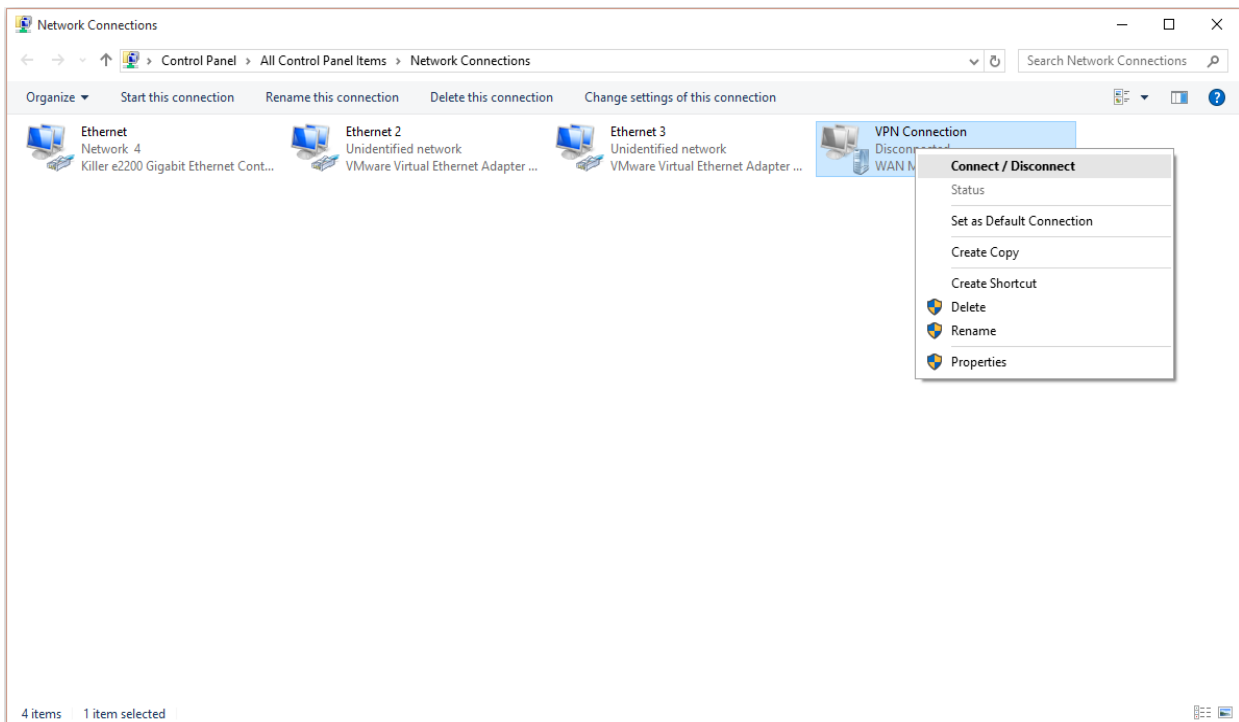 Network Connections
Control Panel > All Control Panel Items > Network Connections
Search Network Connections
Organize Start this connection Rename this connection Delete this connection Change settings of this connection
Ethernet
Network 4
Killer e2200 Gigabit Ethernet Cont...
Ethernet 2
Unidentified network
VMware Virtual Ethernet Adapter ...
Ethernet 3
Unidentified network
VMware Virtual Ethernet Adapter ...
VPN Connection
Disconnected
WAN M
Connect / Disconnect
Status
Set as Default Connection
Create Copy
Create Shortcut
Delete
Rename
Properties
4 items 1 item selected